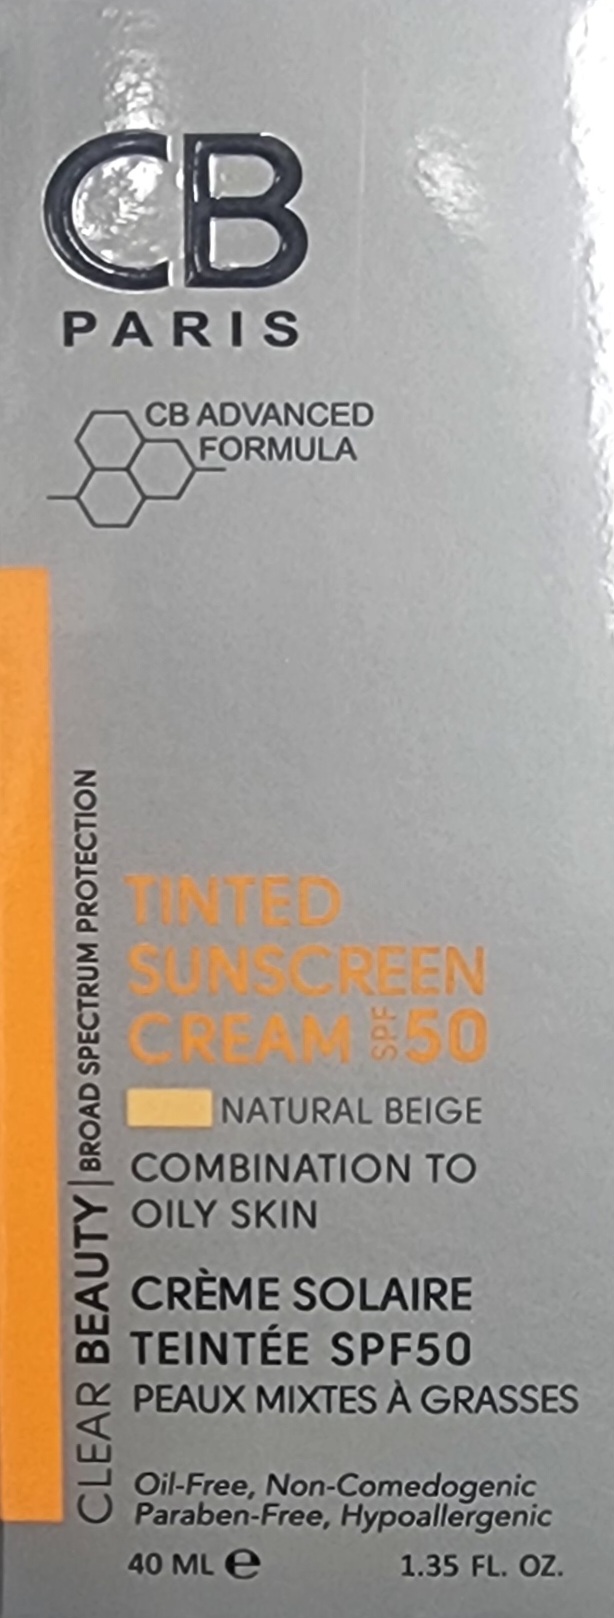 CB
PARIS
CB ADVANCED
FORMULA
CLEAR BEAUTY | BROAD SPECTRUM PROTECTION
TINTED
SUNSCREEN
CREAM SPF 50
NATURAL BEIGE
COMBINATION TO
OILY SKIN
CRÈME SOLAIRE
TEINTÉE SPF50
PEAUX MIXTES À GRASSES
Oil-Free, Non-Comedogenic
Paraben-Free, Hypoallergenic
40 ML ℮ 1.35 FL. OZ.